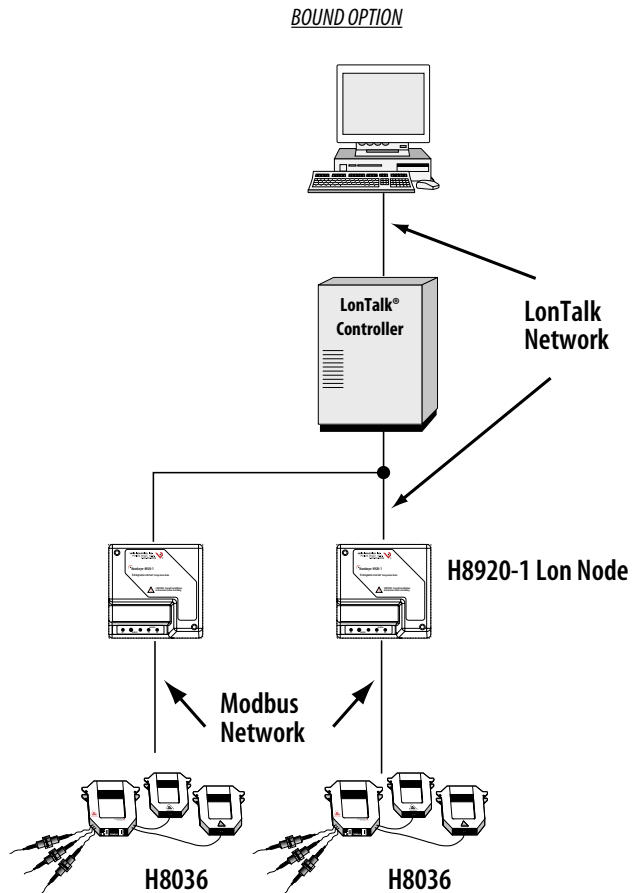 BOUND OPTION
LonTalk®
Controller
LonTalk
Network
H8920-1 Lon Node
Modbus
Network
H8036
H8036